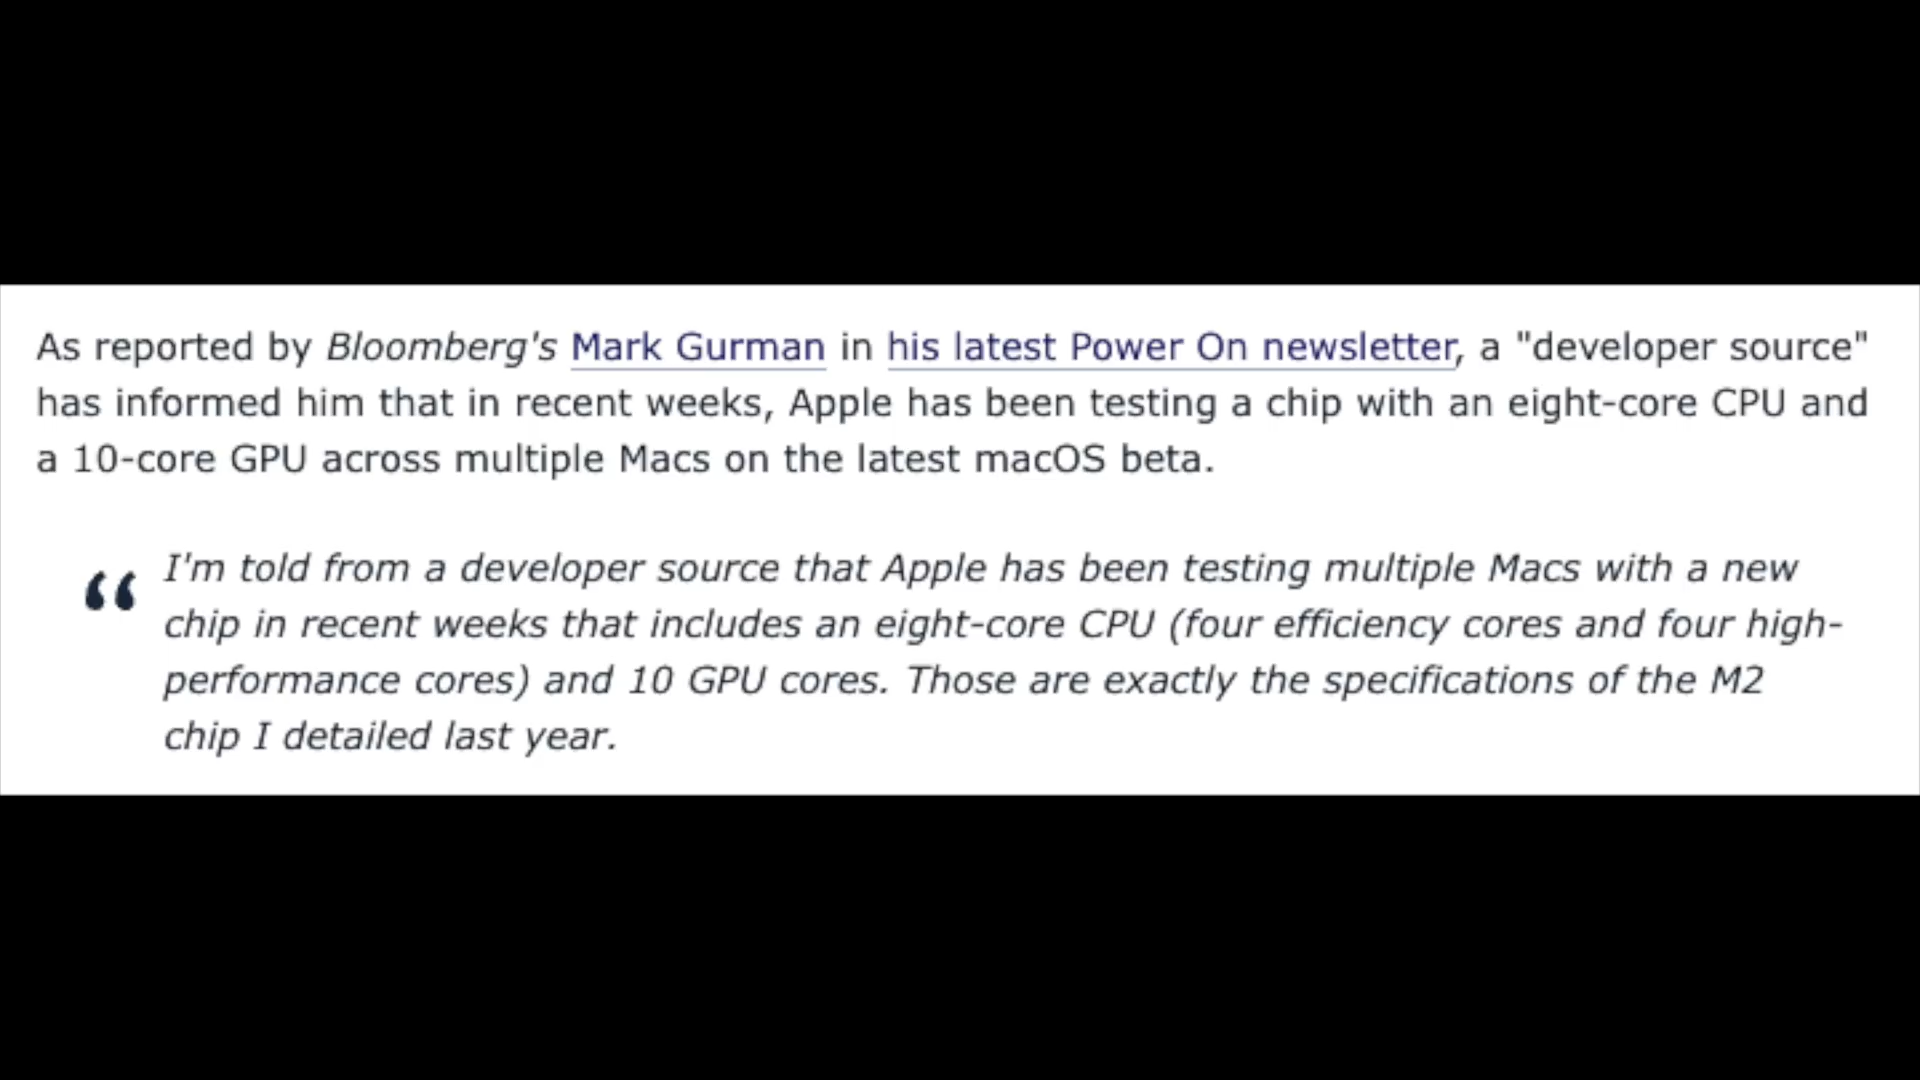 As reported by Bloomberg's Mark Gurman in his latest Power On newsletter, a "developer source"
has informed him that in recent weeks, Apple has been testing a chip with an eight-core CPU and
a 10-core GPU across multiple Macs on the latest macOS beta.
“ I'm told from a developer source that Apple has been testing multiple Macs with a new
chip in recent weeks that includes an eight-core CPU (four efficiency cores and four high-
performance cores) and 10 GPU cores. Those are exactly the specifications of the M2
chip I detailed last year.